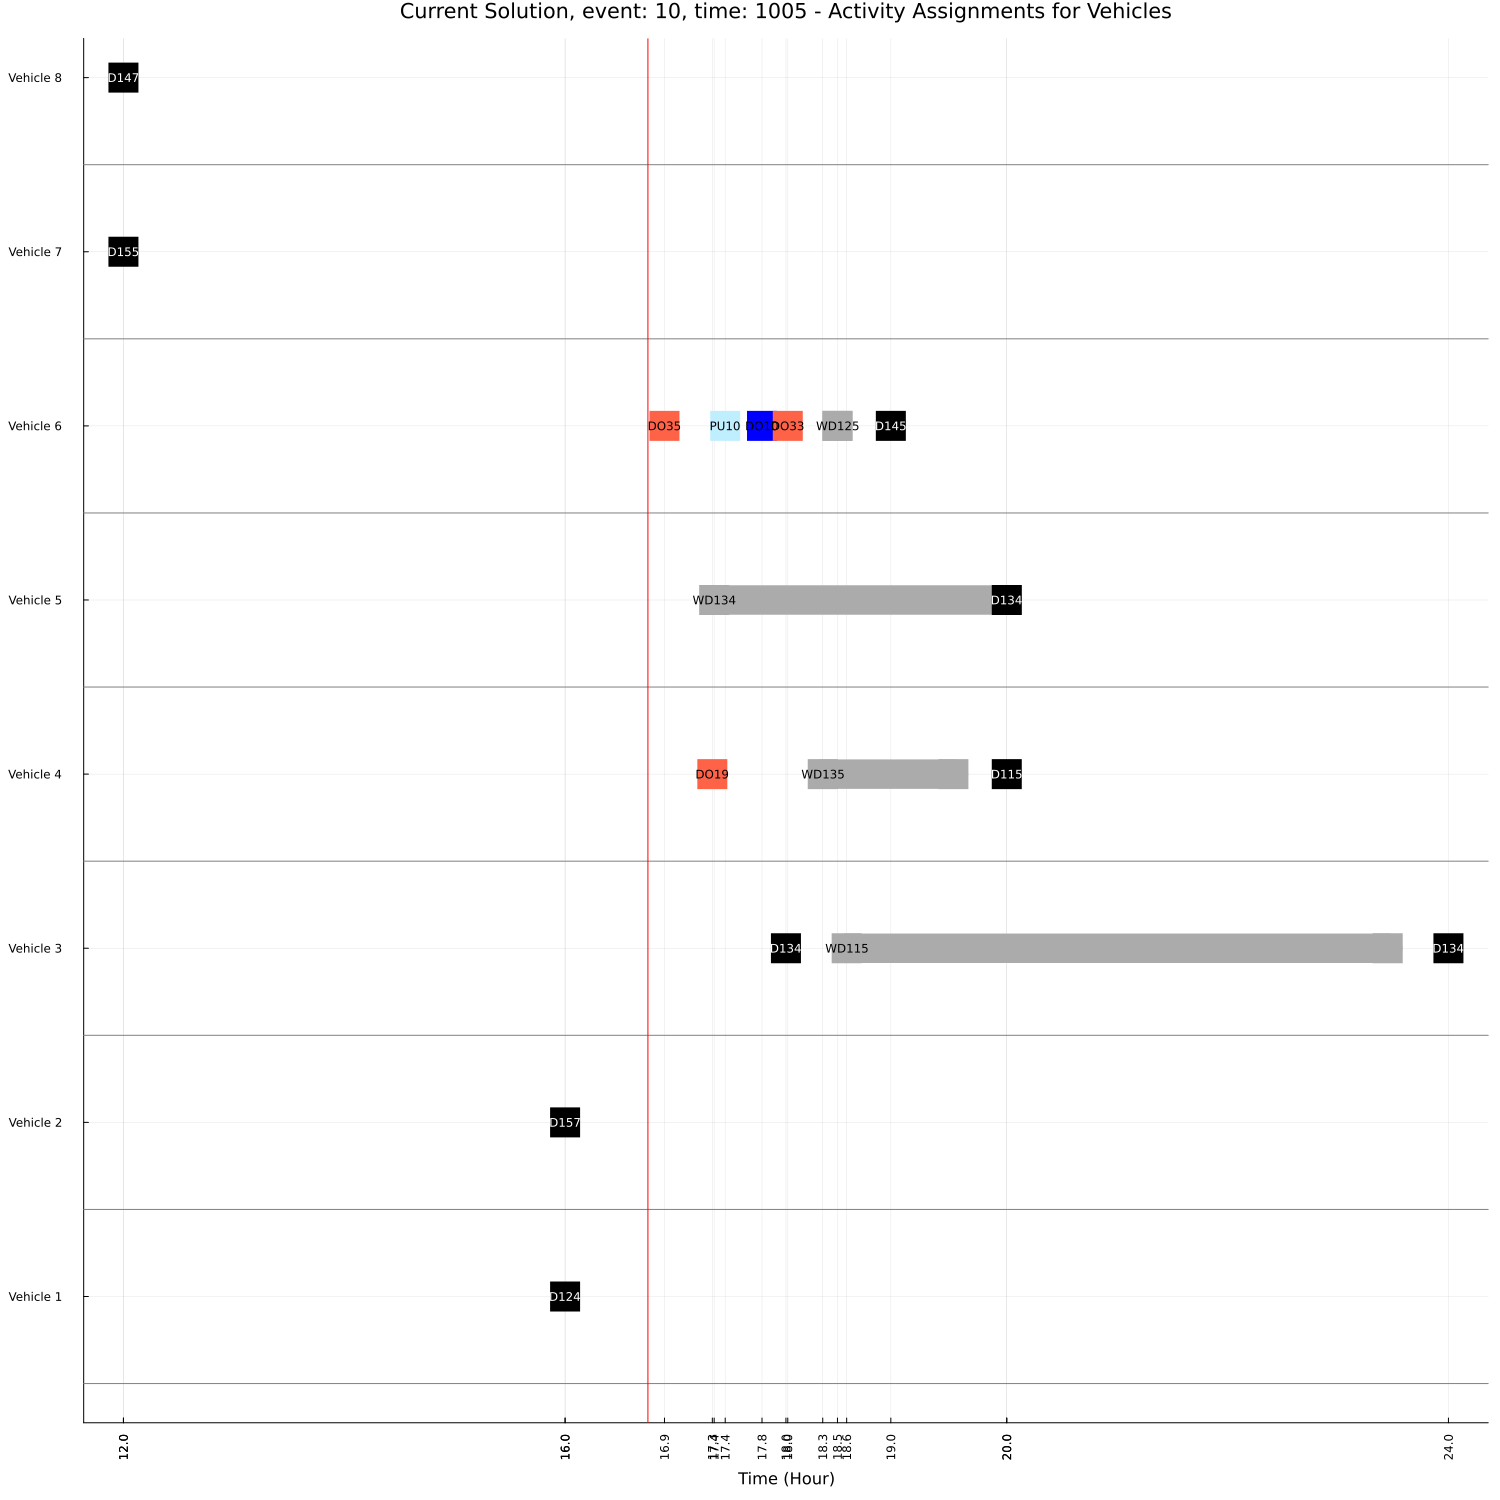 Current Solution, event: 10, time: 1005 - Activity Assignments for Vehicles
Vehicle 8
D147
Vehicle 7
D155
Vehicle 6
DO35
PU10
DO33
WD125
D145
Vehicle 5
WD134
D134
Vehicle 4
DO19
WD135
D115
Vehicle 3
D134
WD115
D134
Vehicle 2
D157
Vehicle 1
D124
12.0
16.0
16.9
17.4
17.8
18.0
18.3
18.5
18.6
19.0
20.0
24.0
Time (Hour)